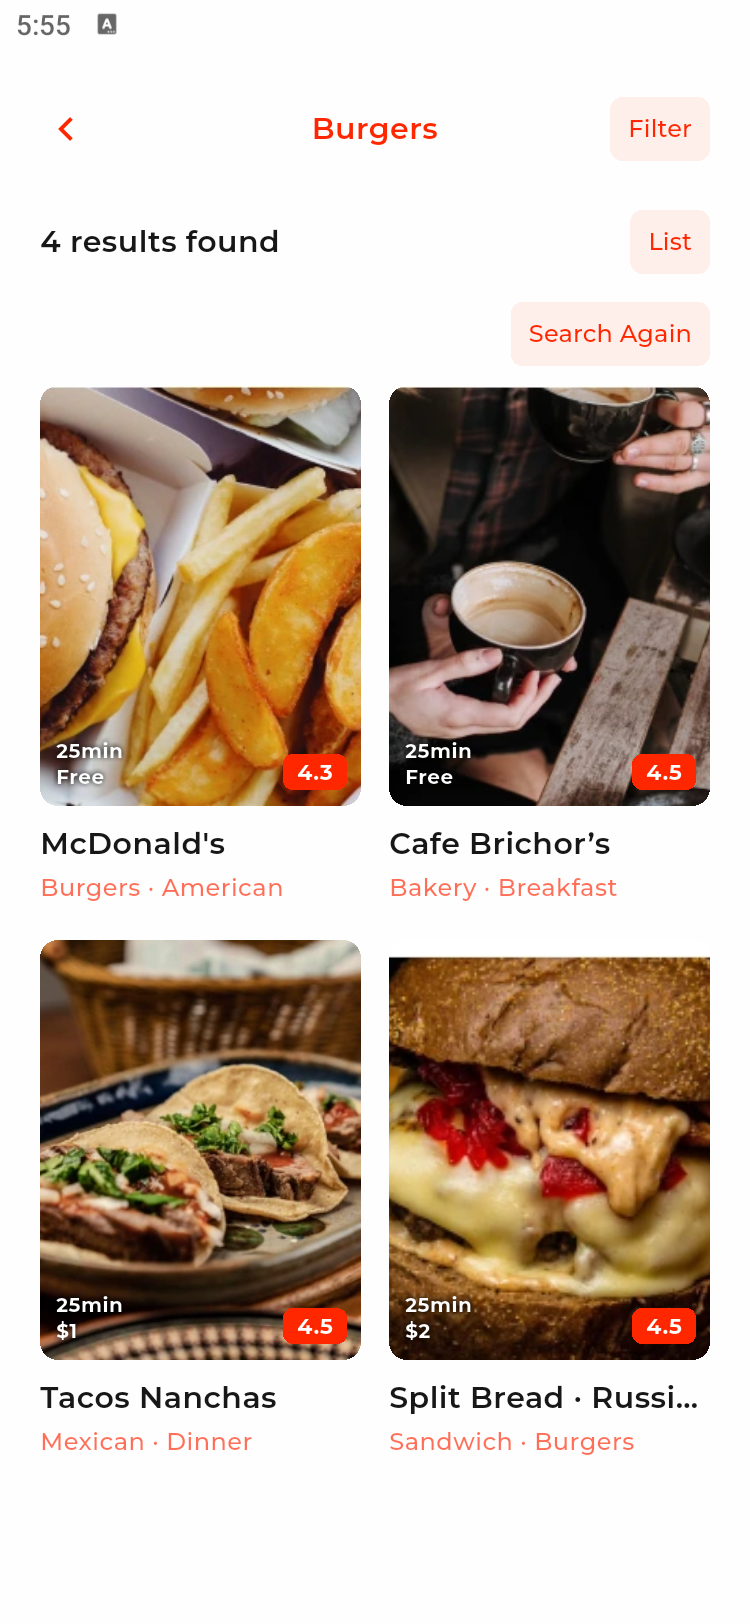 5:55
Burgers
Filter
4 results found
List
Search Again
25min
Free
4.3
25min
Free
4.5
McDonald's
Burgers · American
Cafe Brichor’s
Bakery · Breakfast
25min
$1
4.5
25min
$2
4.5
Tacos Nanchas
Mexican · Dinner
Split Bread · Russi...
Sandwich · Burgers